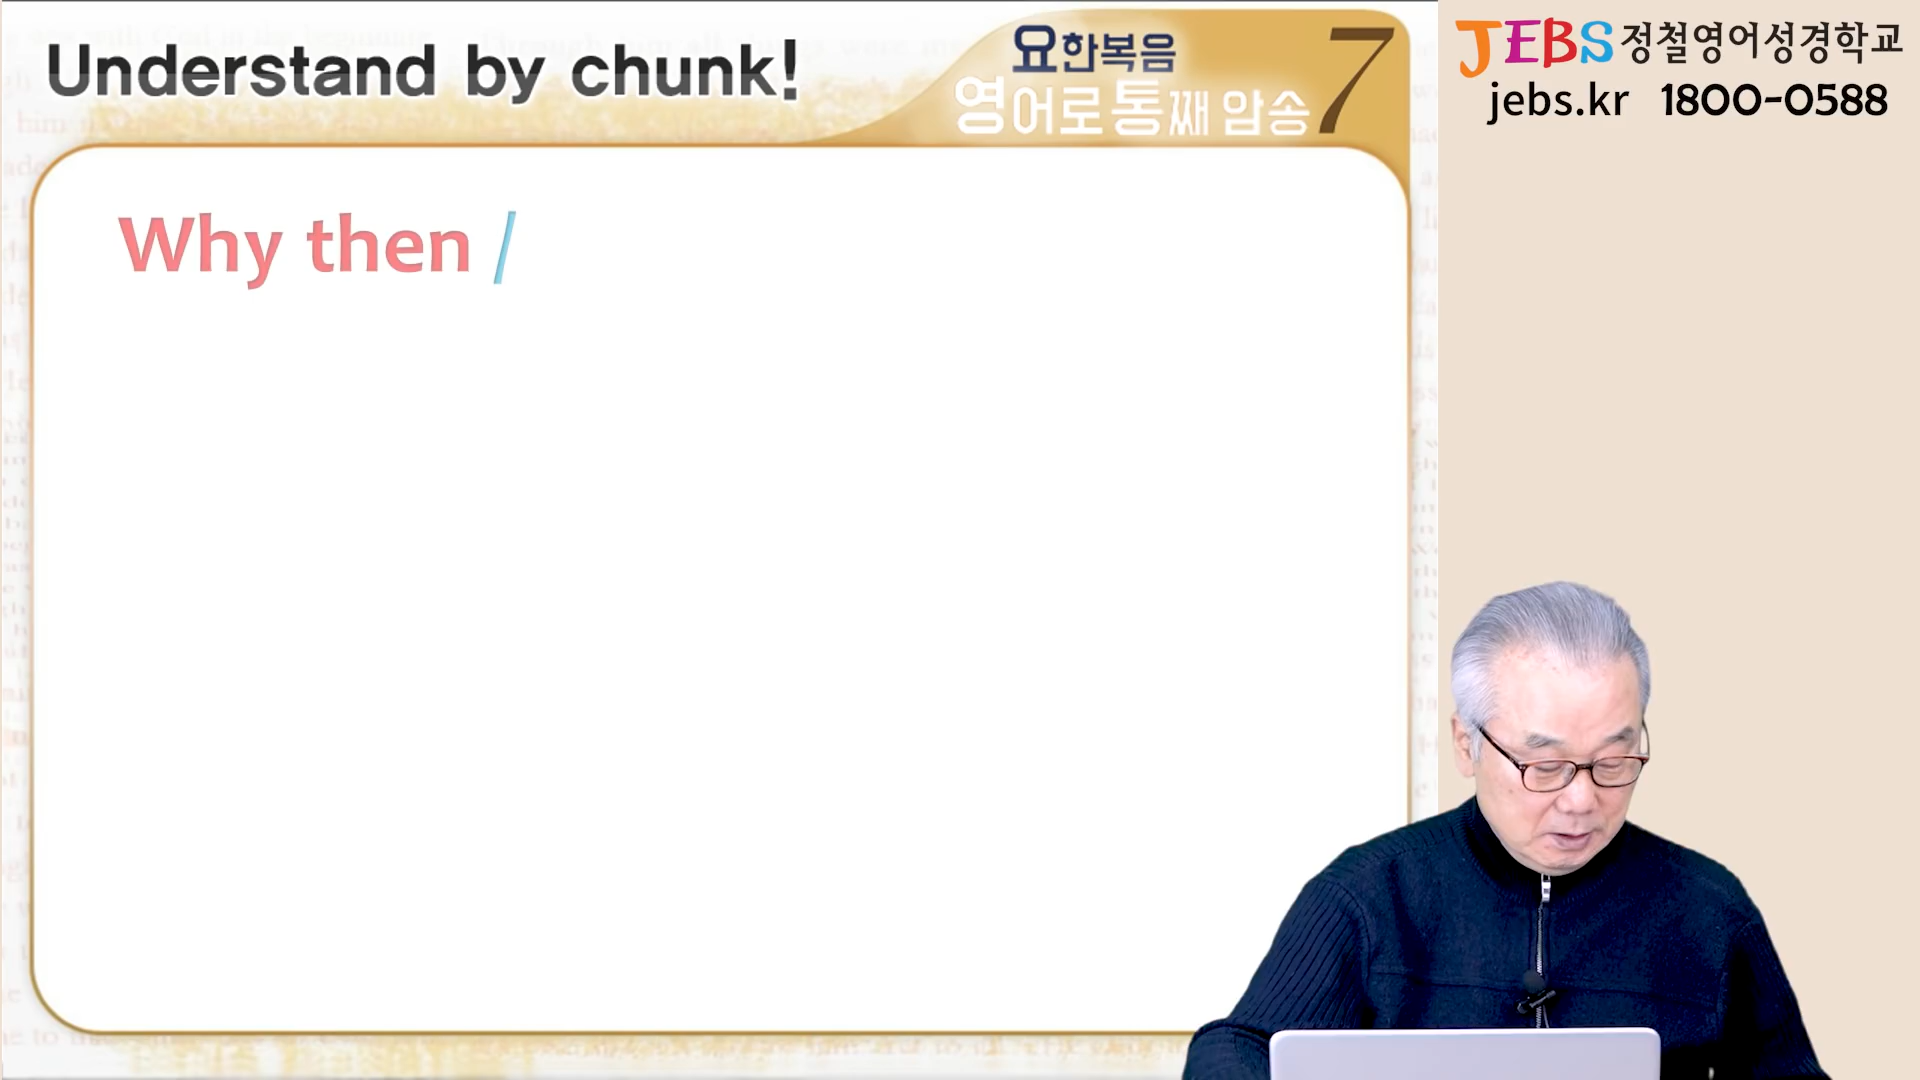 Understand by chunk!
요한복음
영어로 통째 암송 7
JEBS 정철영어성경학교
jebs.kr 1800-0588
Why then /